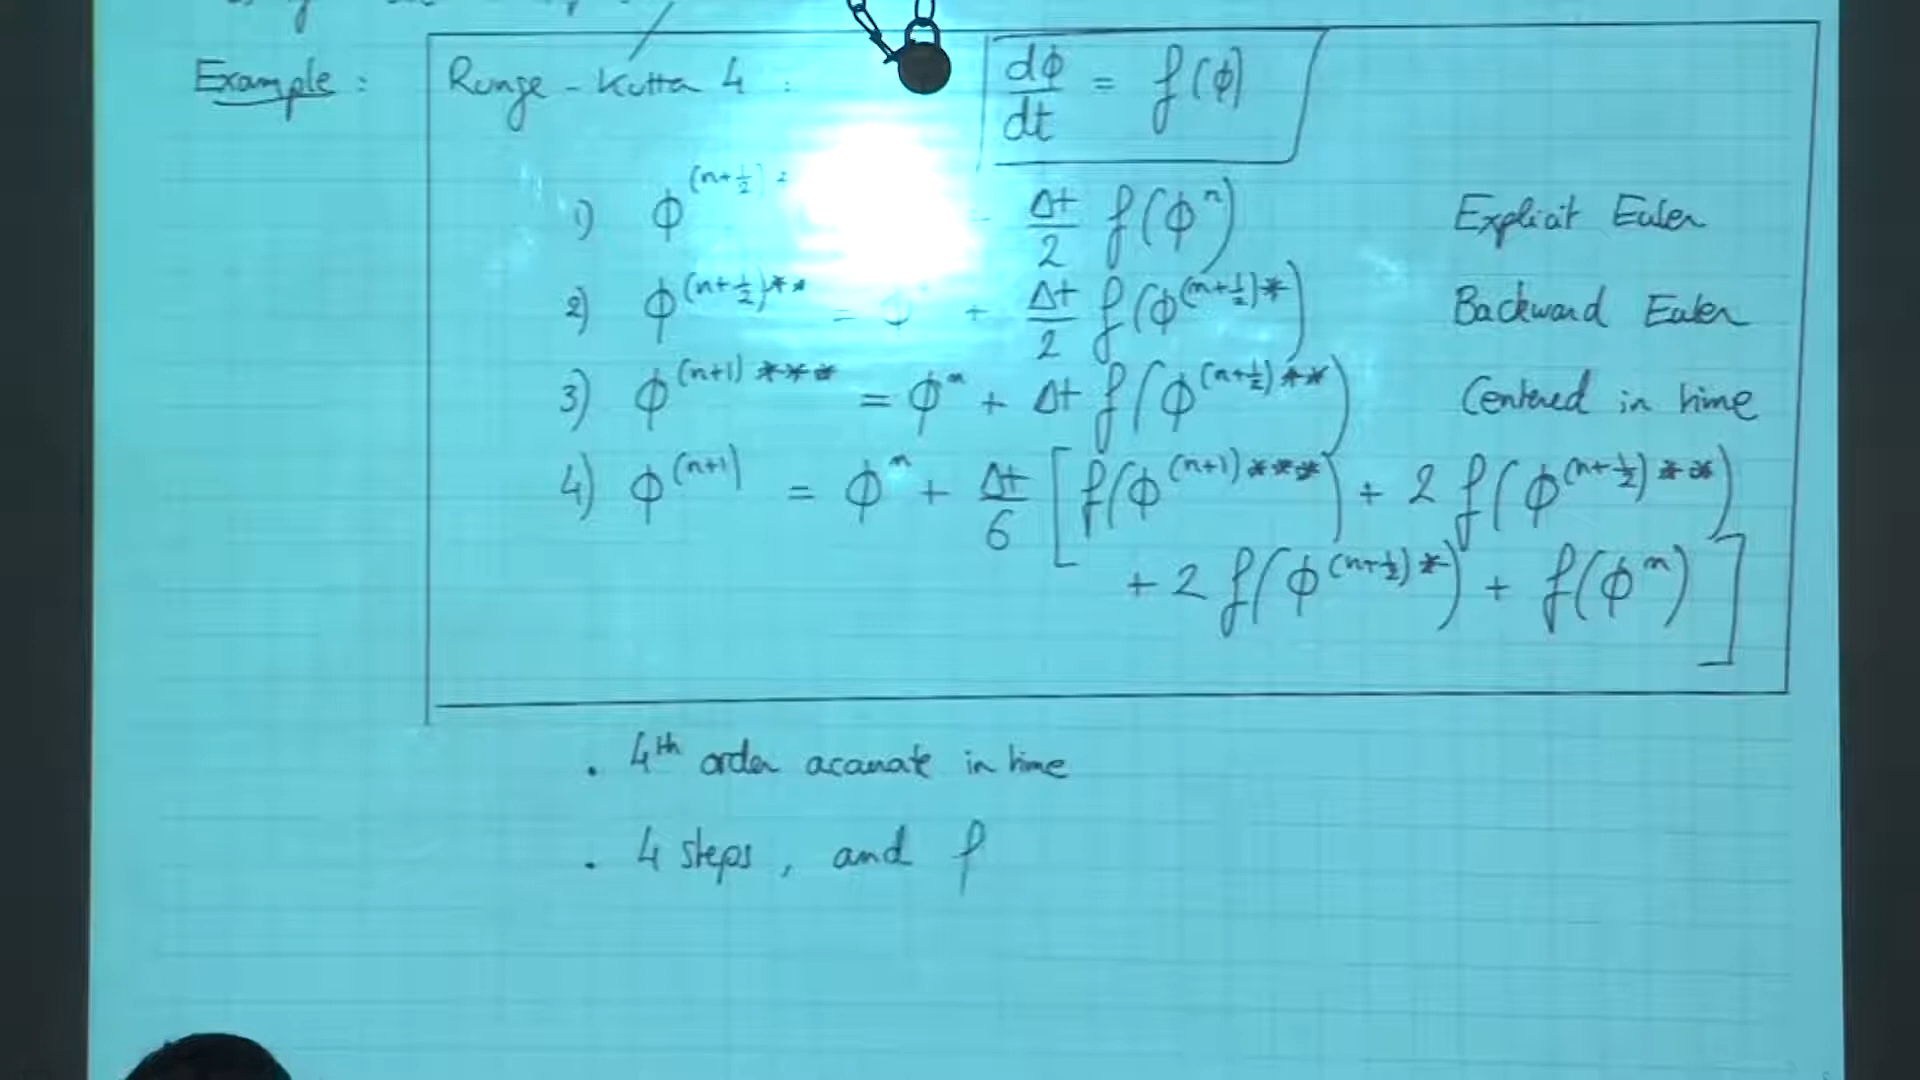 Example :
Runge - Kutta 4 :
dϕ/dt = f(ϕ)
1) ϕ^(n+1/2) = Δt/2 f(ϕ^n) Explicit Euler
2) ϕ^(n+1/2)** = ϕ + Δt/2 f(ϕ^(n+1/2)*) Backward Euler
3) ϕ^(n+1)*** = ϕ^n + Δt f(ϕ^(n+1/2)**) Centered in time
4) ϕ^(n+1) = ϕ^n + Δt/6 [ f(ϕ^(n+1)***) + 2 f(ϕ^(n+1/2)**)
+ 2 f(ϕ^(n+1/2)*) + f(ϕ^n) ]
. 4th order accurate in time
. 4 steps , and f